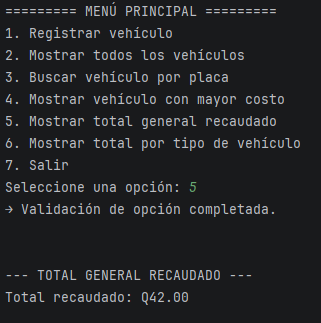 ========= MENÚ PRINCIPAL =========
1. Registrar vehículo
2. Mostrar todos los vehículos
3. Buscar vehículo por placa
4. Mostrar vehículo con mayor costo
5. Mostrar total general recaudado
6. Mostrar total por tipo de vehículo
7. Salir
Seleccione una opción: 5
→ Validación de opción completada.
--- TOTAL GENERAL RECAUDADO ---
Total recaudado: Q42.00